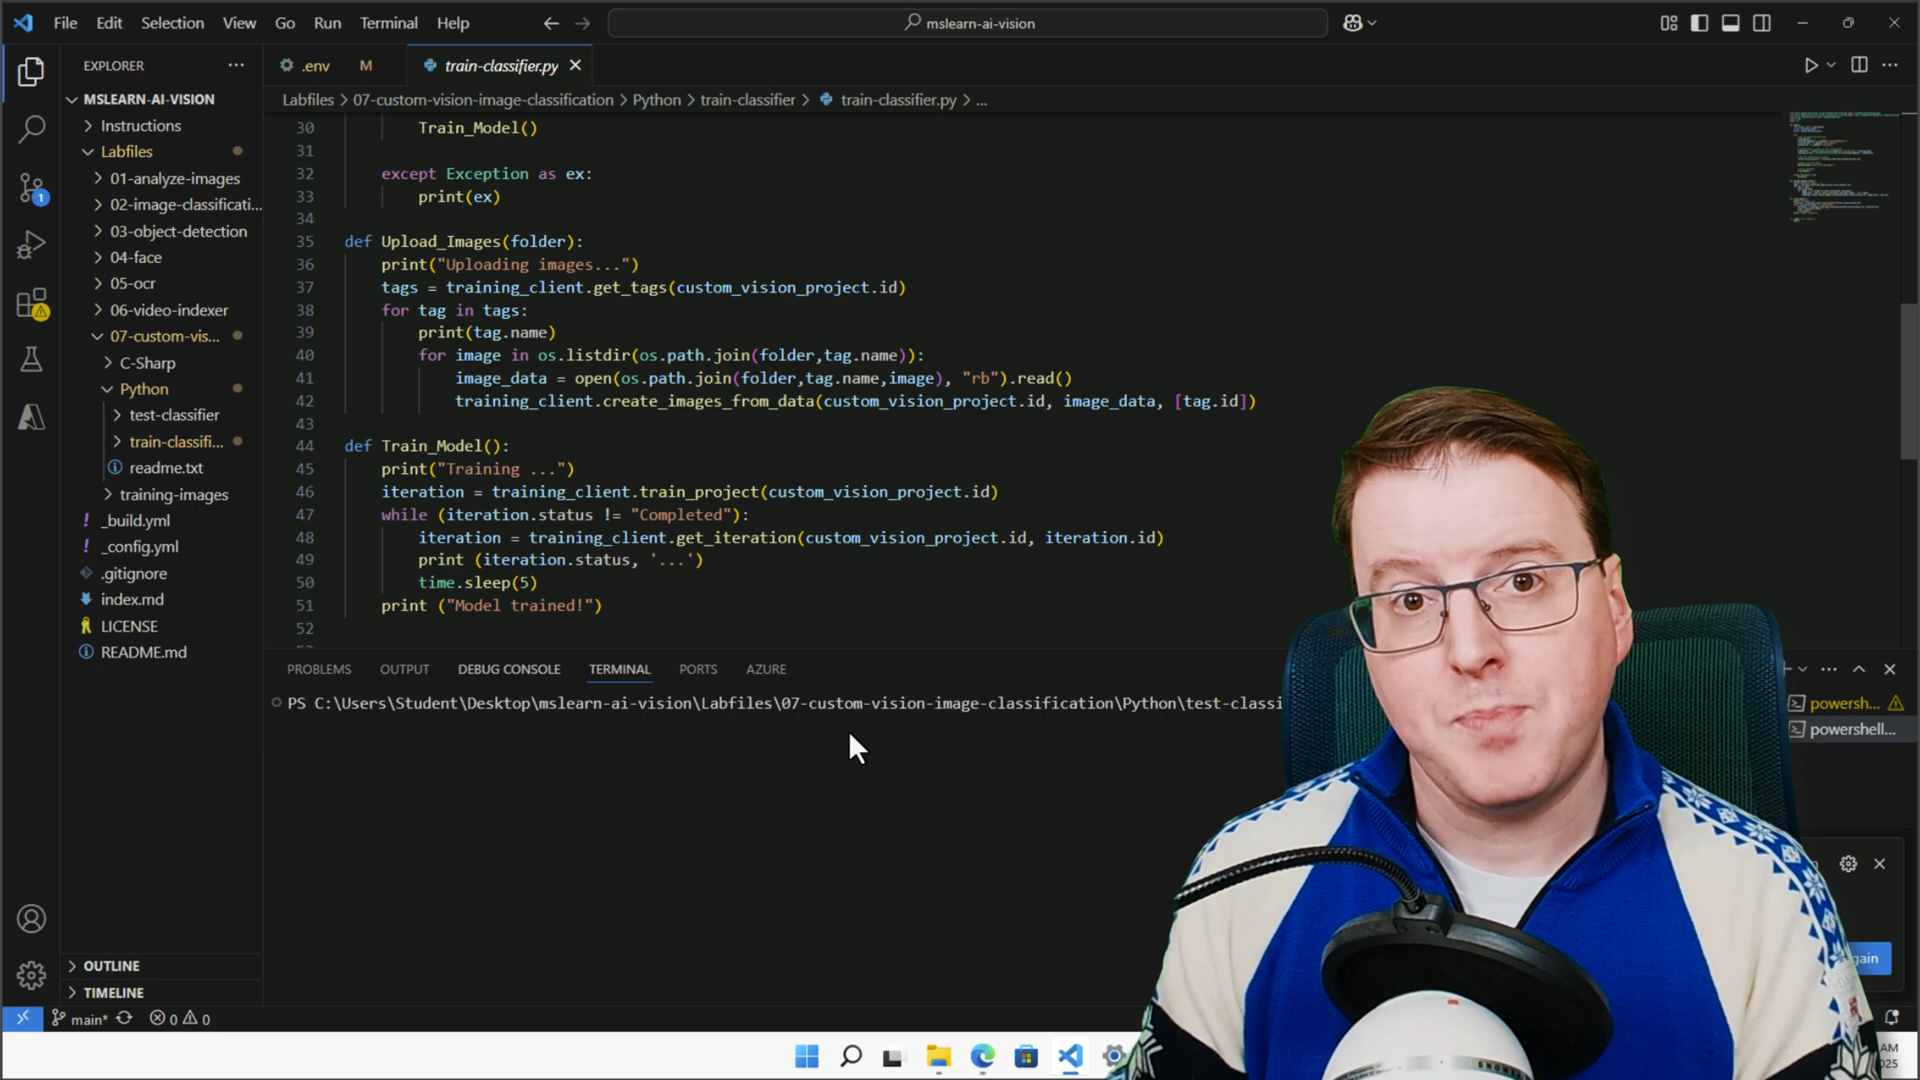 File Edit Selection View Go Run Terminal Help
mslearn-ai-vision
EXPLORER
.env M
train-classifier.py
MSLEARN-AI-VISION
Instructions
Labfiles
01-analyze-images
02-image-classificati...
03-object-detection
04-face
05-ocr
06-video-indexer
07-custom-vis...
C-Sharp
Python
test-classifier
train-classifi...
readme.txt
training-images
_build.yml
_config.yml
.gitignore
index.md
LICENSE
README.md
OUTLINE
TIMELINE
Labfiles > 07-custom-vision-image-classification > Python > train-classifier > train-classifier.py > ...
30 Train_Model()
31
32 except Exception as ex:
33 print(ex)
34
35 def Upload_Images(folder):
36 print("Uploading images...")
37 tags = training_client.get_tags(custom_vision_project.id)
38 for tag in tags:
39 print(tag.name)
40 for image in os.listdir(os.path.join(folder,tag.name)):
41 image_data = open(os.path.join(folder,tag.name,image), "rb").read()
42 training_client.create_images_from_data(custom_vision_project.id, image_data, [tag.id])
43
44 def Train_Model():
45 print("Training ...")
46 iteration = training_client.train_project(custom_vision_project.id)
47 while (iteration.status != "Completed"):
48 iteration = training_client.get_iteration(custom_vision_project.id, iteration.id)
49 print (iteration.status, '...')
50 time.sleep(5)
51 print ("Model trained!")
52
PROBLEMS OUTPUT DEBUG CONSOLE TERMINAL PORTS AZURE
PS C:\Users\Student\Desktop\mslearn-ai-vision\Labfiles\07-custom-vision-image-classification\Python\test-classi
powersh...
powershell...
gain
1
main* 0 0
AM
025